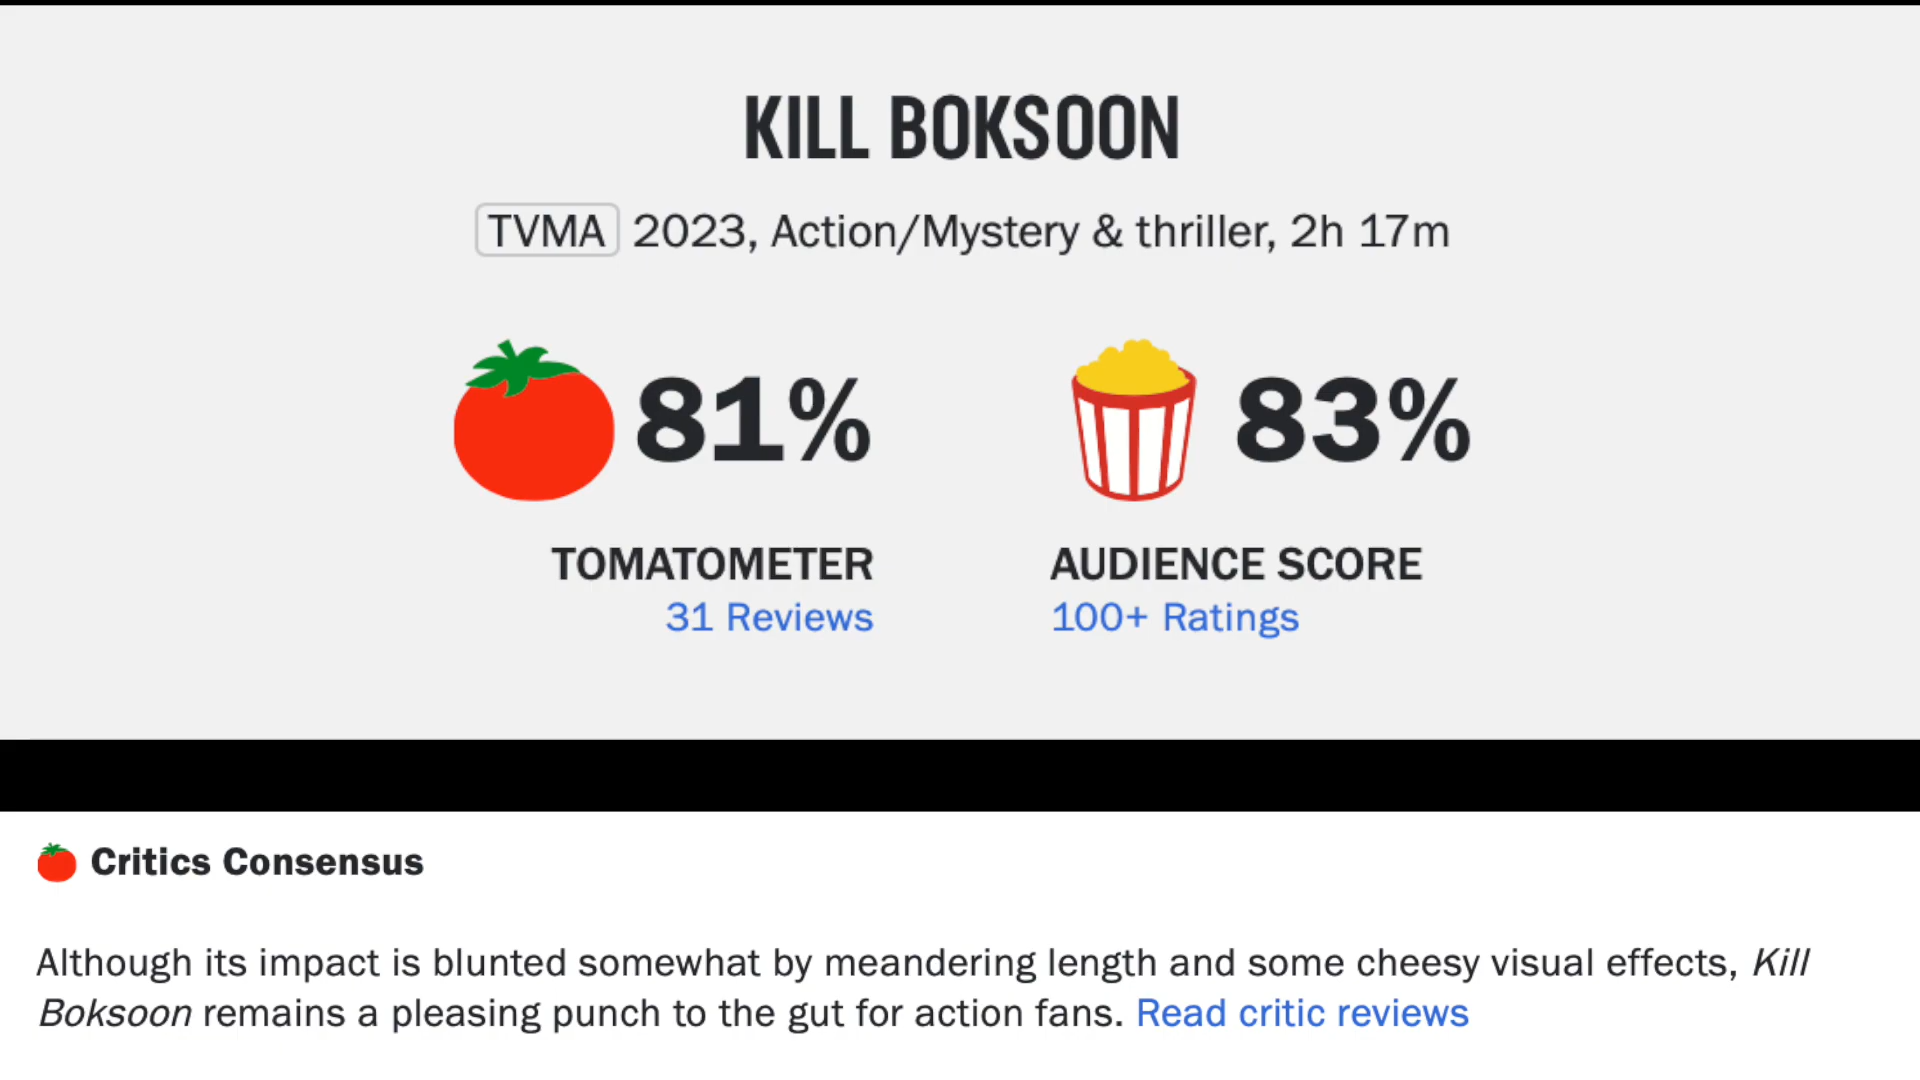 KILL BOKSOON
TVMA 2023, Action/Mystery & thriller, 2h 17m
81%
83%
TOMATOMETER
AUDIENCE SCORE
31 Reviews
100+ Ratings
Critics Consensus
Although its impact is blunted somewhat by meandering length and some cheesy visual effects, Kill
Boksoon remains a pleasing punch to the gut for action fans. Read critic reviews